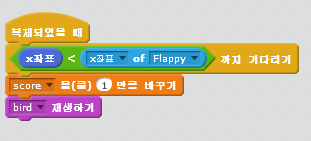 복제되었을 때
x좌표 < x좌표 of Flappy 까지 기다리기
score 을(를) 1 만큼 바꾸기
bird 재생하기